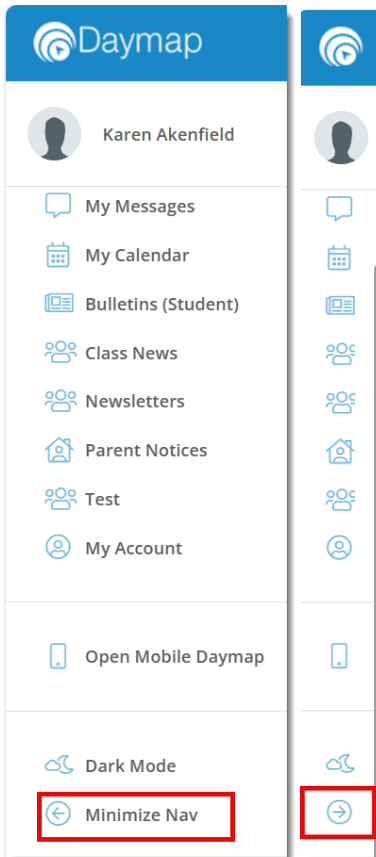 Daymap
Karen Akenfield
My Messages
My Calendar
Bulletins (Student)
Class News
Newsletters
Parent Notices
Test
My Account
Open Mobile Daymap
Dark Mode
Minimize Nav